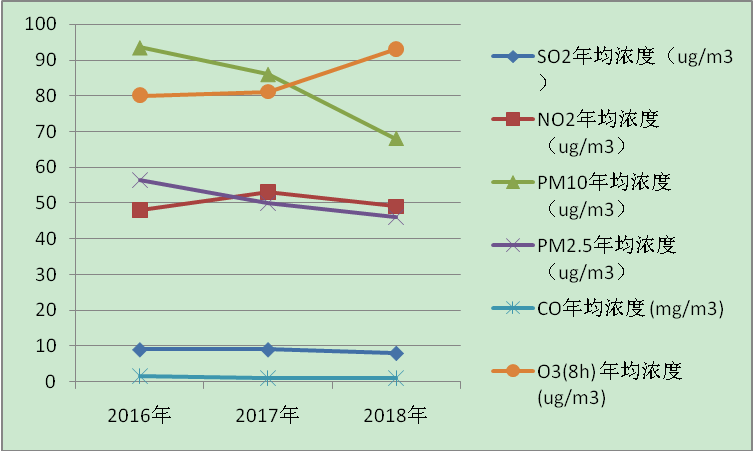 100
90
80
70
60
50
40
30
20
10
0
2016年
2017年
2018年
SO2年均浓度（ug/m3
）
NO2年均浓度
（ug/m3）
PM10年均浓度
（ug/m3）
PM2.5年均浓度
（ug/m3）
CO年均浓度 (mg/m3)
O3(8h) 年均浓度
(ug/m3)